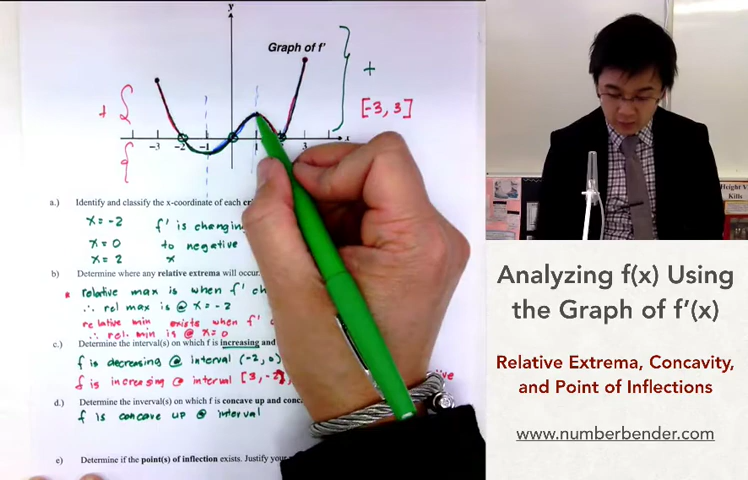 y
Graph of f'
+
+
[-3, 3]
-3 -2 -1 1 2 3 x
a.) Identify and classify the x-coordinate of each
x = -2 f' is changing
x = 0 to negative
x = 2 x
b) Determine where any relative extrema will occur.
relative max is when f'
∴ rel max is @ x = -2
relative min exists when f'
∴ rel. min is @ x = 0
c.) Determine the interval(s) on which f is increasing and
f is decreasing @ interval (-2, 0)
f is increasing @ interval [3, -2)
d.) Determine the inverval(s) on which f is concave up and
f is concave up @ interval
e) Determine if the point(s) of inflection exists. Justify your
Height V
Kills
Analyzing f(x) Using
the Graph of f'(x)
Relative Extrema, Concavity,
and Point of Inflections
www.numberbender.com